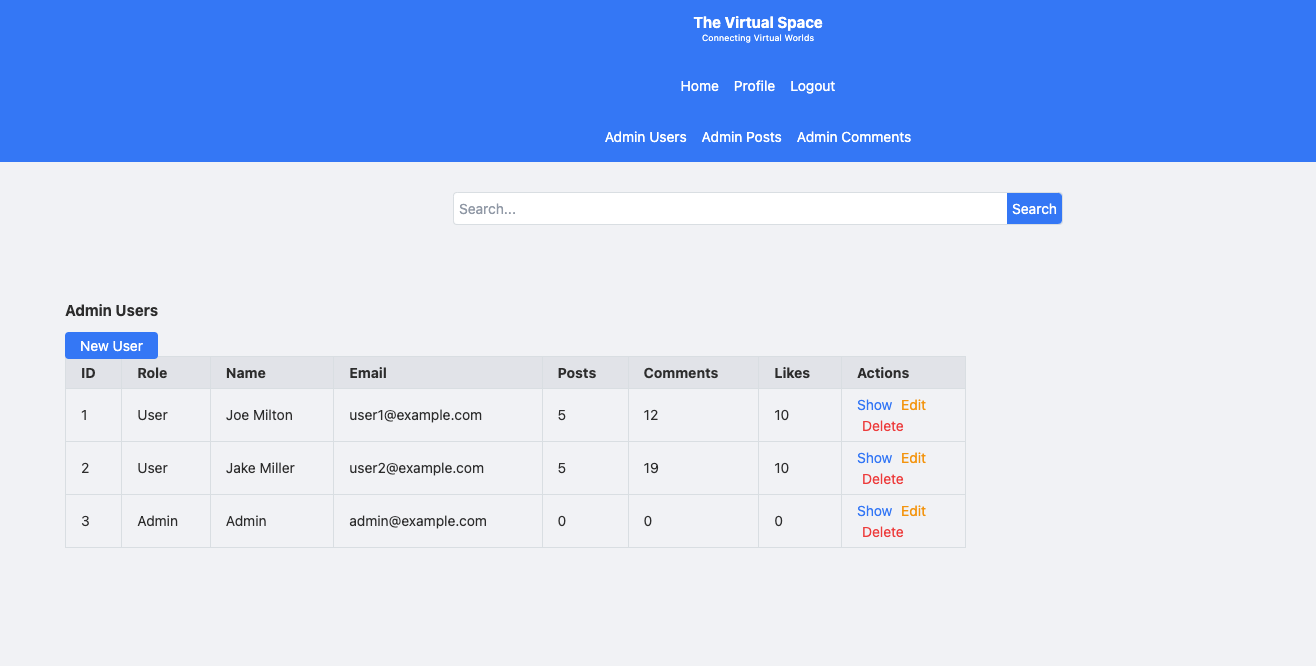 The Virtual Space
Connecting Virtual Worlds
Home Profile Logout
Admin Users Admin Posts Admin Comments
Search... Search
Admin Users
New User
ID Role Name Email Posts Comments Likes Actions
1 User Joe Milton user1@example.com 5 12 10 Show Edit
Delete
2 User Jake Miller user2@example.com 5 19 10 Show Edit
Delete
3 Admin Admin admin@example.com 0 0 0 Show Edit
Delete